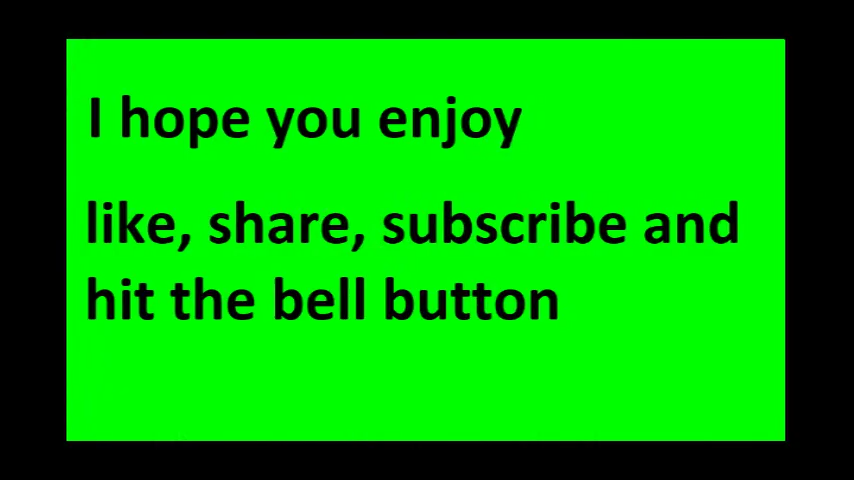 I hope you enjoy
like, share, subscribe and
hit the bell button